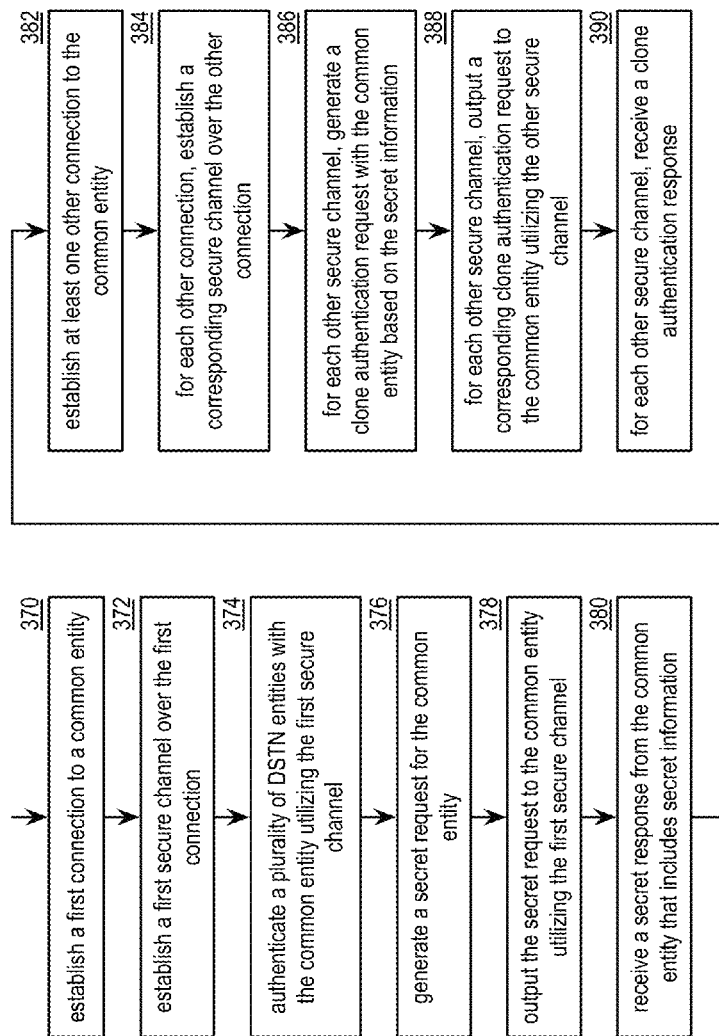 370
establish a first connection to a common entity
372
establish a first secure channel over the first
connection
374
authenticate a plurality of DSTN entities with
the common entity utilizing the first secure
channel
376
generate a secret request for the common
entity
378
output the secret request to the common entity
utilizing the first secure channel
380
receive a secret response from the common
entity that includes secret information
382
establish at least one other connection to the
common entity
384
for each other connection, establish a
corresponding secure channel over the other
connection
386
for each other secure channel, generate a
clone authentication request with the common
entity based on the secret information
388
for each other secure channel, output a
corresponding clone authentication request to
the common entity utilizing the other secure
channel
390
for each other secure channel, receive a clone
authentication response